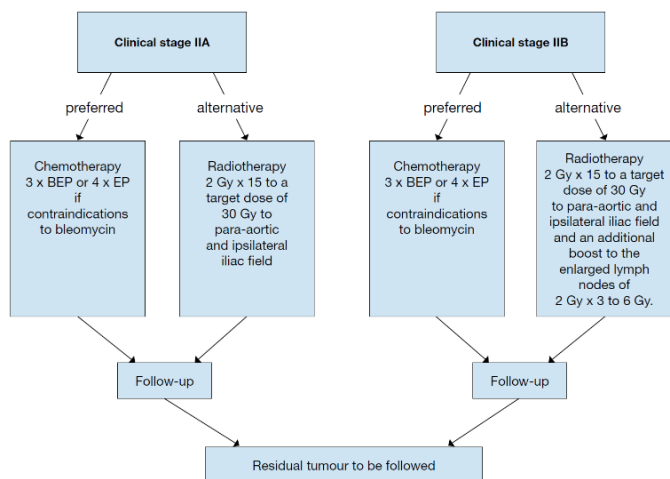 Clinical stage IIA
Clinical stage IIB
preferred
alternative
preferred
alternative
Chemotherapy
3 x BEP or 4 x EP
if
contraindications
to bleomycin
Radiotherapy
2 Gy x 15 to a
target dose of
30 Gy to
para-aortic
and ipsilateral
iliac field
Chemotherapy
3 x BEP or 4 x EP
if
contraindications
to bleomycin
Radiotherapy
2 Gy x 15 to a target
dose of 30 Gy
to para-aortic and
ipsilateral iliac field
and an additional
boost to the
enlarged lymph
nodes of
2 Gy x 3 to 6 Gy.
Follow-up
Follow-up
Residual tumour to be followed